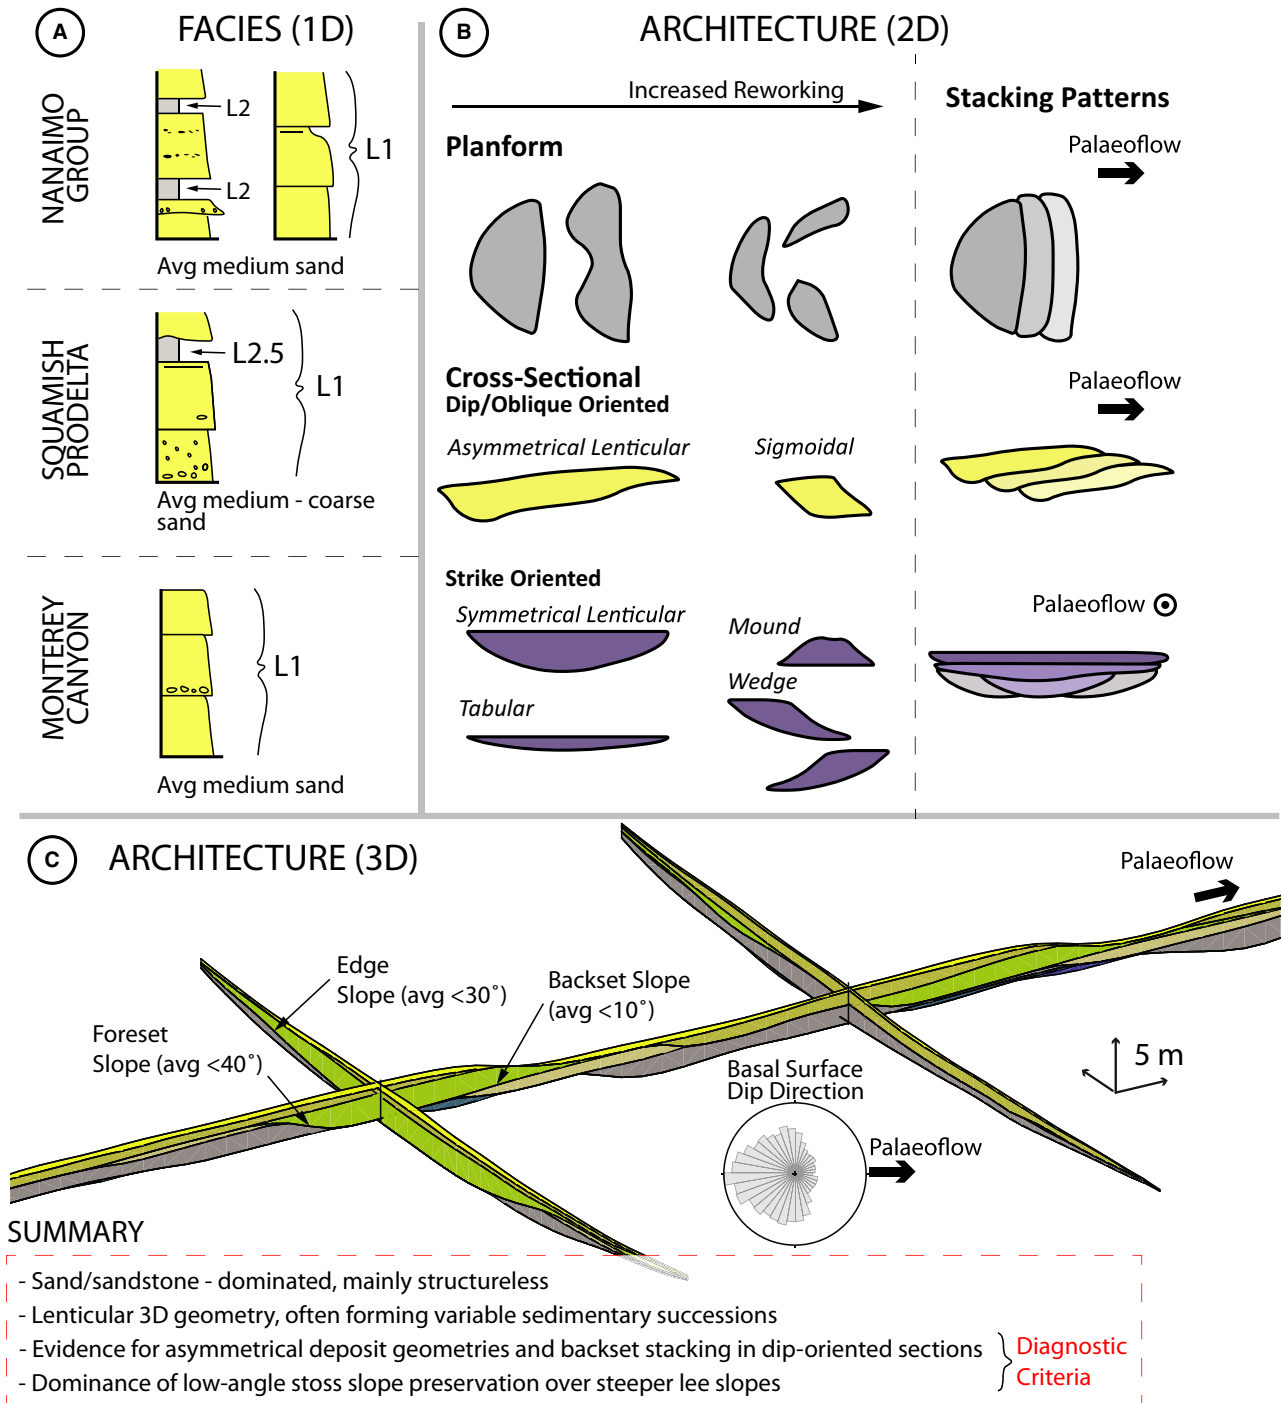 A
FACIES (1D)
NANAIMO
GROUP
L2
L2
L1
Avg medium sand
SQUAMISH
PRODELTA
L2.5
L1
Avg medium - coarse
sand
MONTEREY
CANYON
L1
Avg medium sand
B
ARCHITECTURE (2D)
Increased Reworking
Planform
Stacking Patterns
Palaeoflow
Cross-Sectional
Dip/Oblique Oriented
Asymmetrical Lenticular
Sigmoidal
Palaeoflow
Strike Oriented
Symmetrical Lenticular
Tabular
Mound
Wedge
Palaeoflow
C
ARCHITECTURE (3D)
Palaeoflow
Edge
Slope (avg <30˚)
Backset Slope
(avg <10˚)
Foreset
Slope (avg <40˚)
5 m
Basal Surface
Dip Direction
Palaeoflow
SUMMARY
- Sand/sandstone - dominated, mainly structureless
- Lenticular 3D geometry, often forming variable sedimentary successions
- Evidence for asymmetrical deposit geometries and backset stacking in dip-oriented sections
- Dominance of low-angle stoss slope preservation over steeper lee slopes
Diagnostic
Criteria